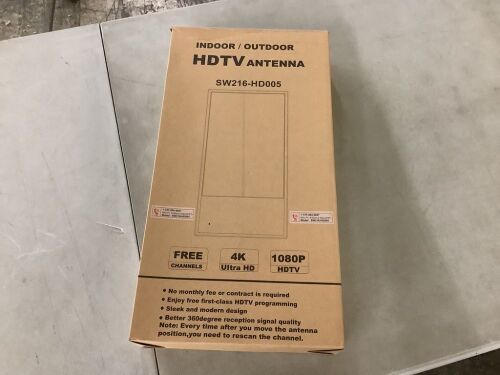 INDOOR / OUTDOOR
HDTV ANTENNA
SW216-HD005
FREE
CHANNELS
4K
Ultra HD
1080P
HDTV
• No monthly fee or contract is required
• Enjoy free first-class HDTV programming
• Sleek and modern design
• Better 360degree reception signal quality
Note: Every time after you move the antenna
position,you need to rescan the channel.